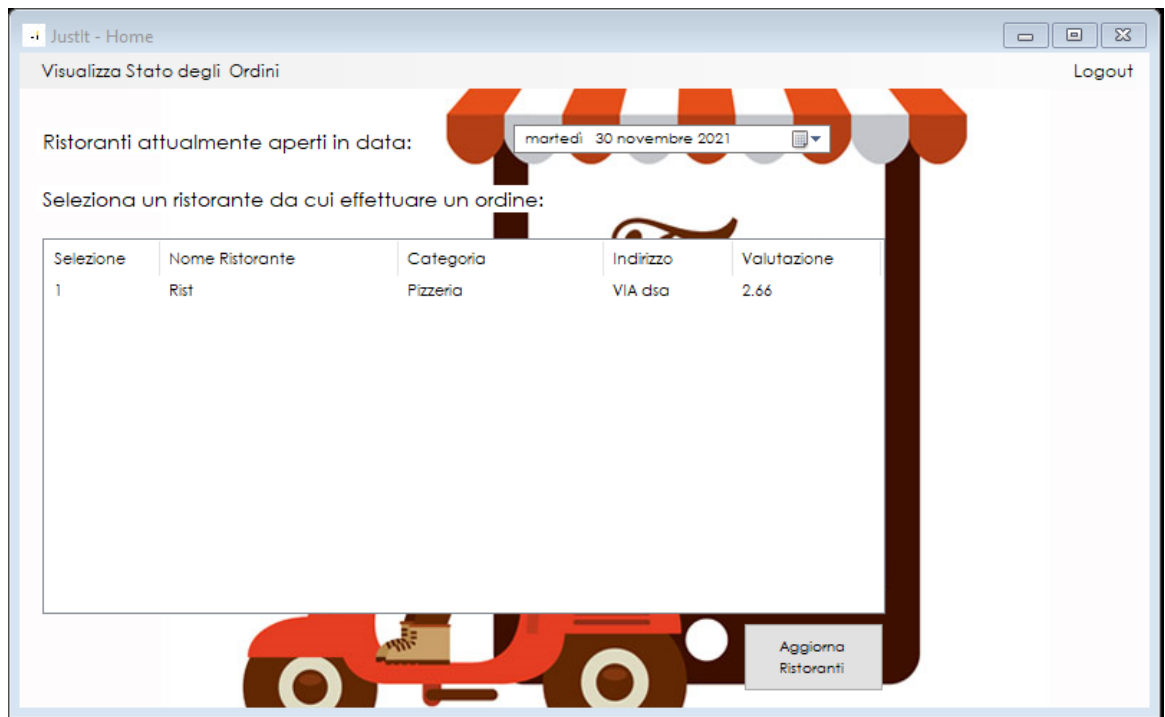 JustIt - Home
Visualizza Stato degli Ordini Logout
Ristoranti attualmente aperti in data: martedì 30 novembre 2021
Seleziona un ristorante da cui effettuare un ordine:
Selezione Nome Ristorante Categoria Indirizzo Valutazione
1 Rist Pizzeria VIA dsa 2.66
Aggiorna
Ristoranti